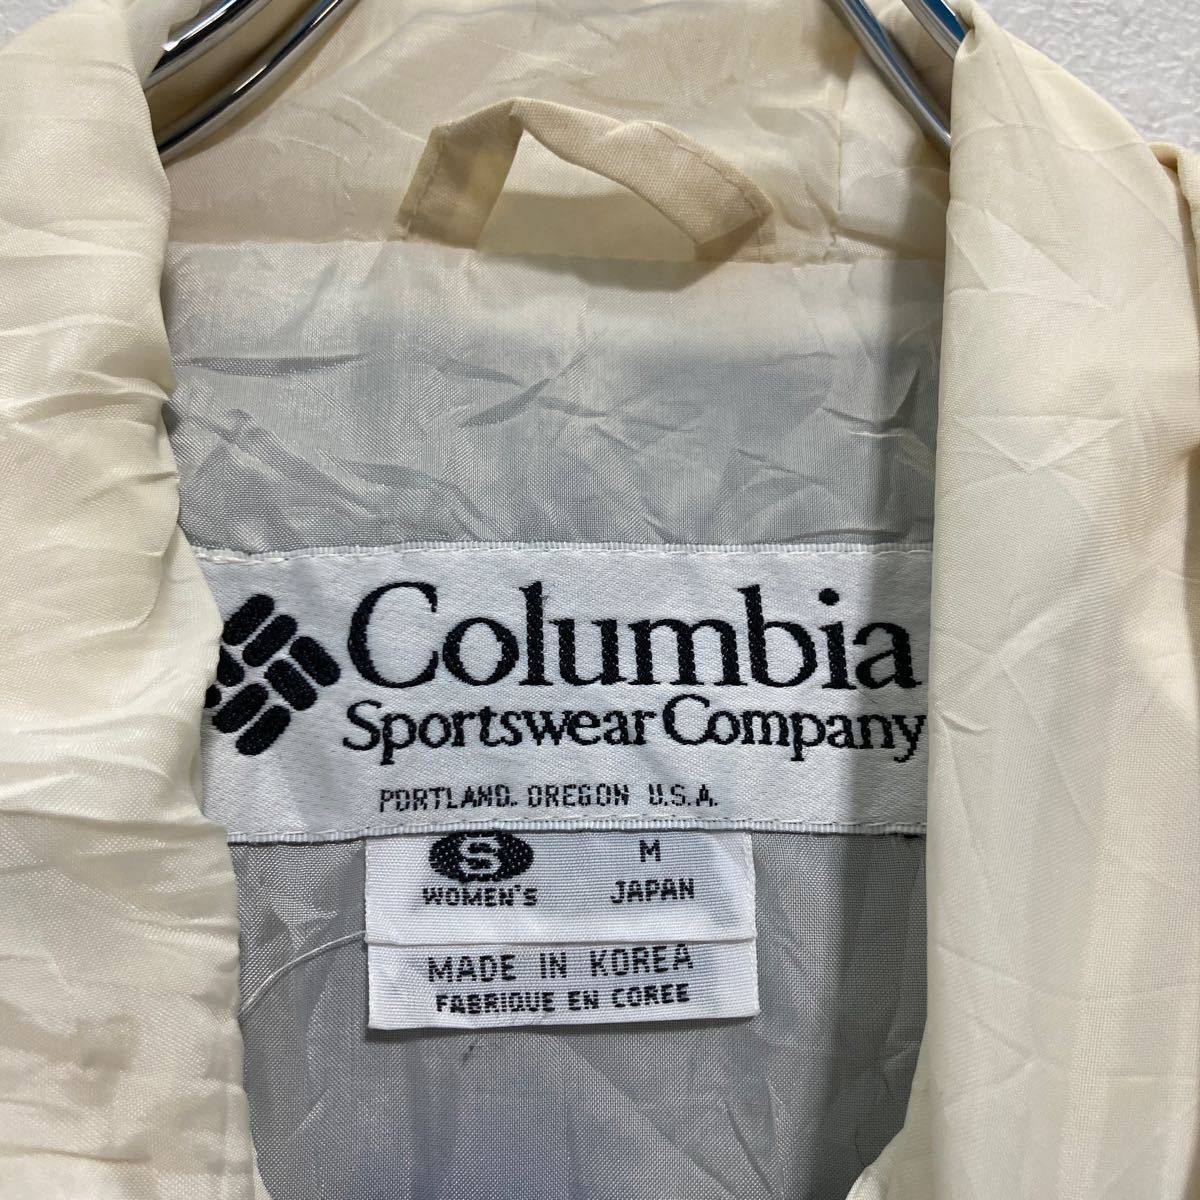 Columbia
Sportswear Company
PORTLAND. OREGON U.S.A.
S M
WOMEN'S JAPAN
MADE IN KOREA
FABRIQUE EN COREE